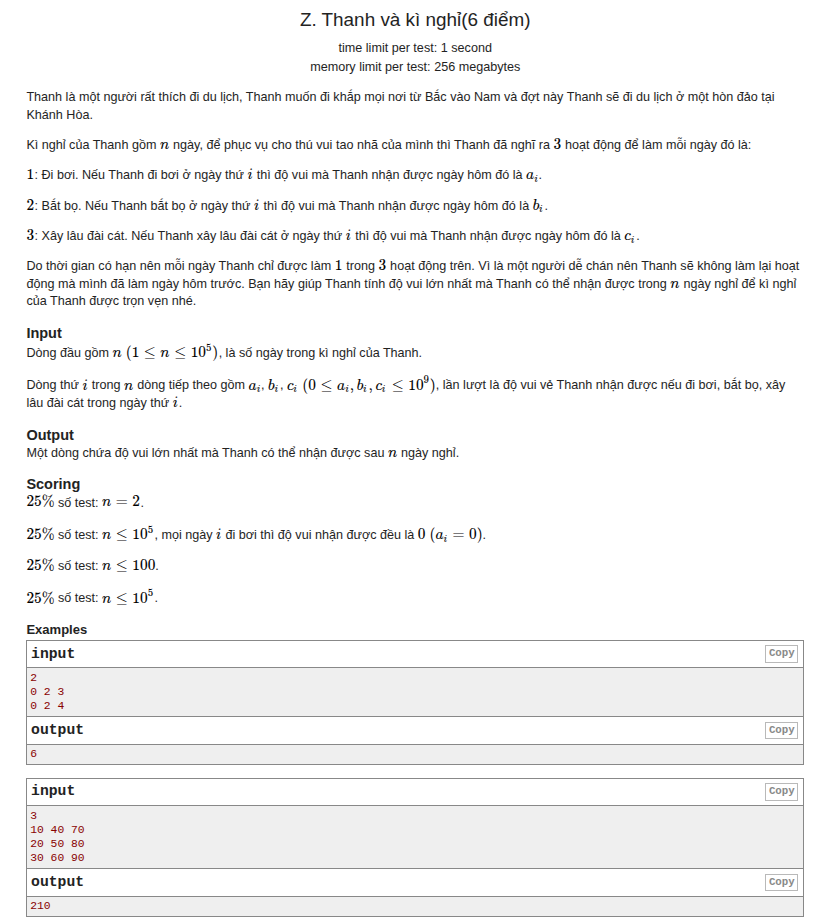 Z. Thanh và kì nghỉ(6 điểm)
time limit per test: 1 second
memory limit per test: 256 megabytes
Thanh là một người rất thích đi du lịch, Thanh muốn đi khắp mọi nơi từ Bắc vào Nam và đợt này Thanh sẽ đi du lịch ở một hòn đảo tại
Khánh Hòa.
Kì nghỉ của Thanh gồm n ngày, để phục vụ cho thú vui tao nhã của mình thì Thanh đã nghĩ ra 3 hoạt động để làm mỗi ngày đó là:
1: Đi bơi. Nếu Thanh đi bơi ở ngày thứ i thì độ vui mà Thanh nhận được ngày hôm đó là a_i.
2: Bắt bọ. Nếu Thanh bắt bọ ở ngày thứ i thì độ vui mà Thanh nhận được ngày hôm đó là b_i.
3: Xây lâu đài cát. Nếu Thanh xây lâu đài cát ở ngày thứ i thì độ vui mà Thanh nhận được ngày hôm đó là c_i.
Do thời gian có hạn nên mỗi ngày Thanh chỉ được làm 1 trong 3 hoạt động trên. Vì là một người dễ chán nên Thanh sẽ không làm lại hoạt
động mà mình đã làm ngày hôm trước. Bạn hãy giúp Thanh tính độ vui lớn nhất mà Thanh có thể nhận được trong n ngày nghỉ để kì nghỉ
của Thanh được trọn vẹn nhé.
Input
Dòng đầu gồm n (1 ≤ n ≤ 10^5), là số ngày trong kì nghỉ của Thanh.
Dòng thứ i trong n dòng tiếp theo gồm a_i, b_i, c_i (0 ≤ a_i, b_i, c_i ≤ 10^9), lần lượt là độ vui vẻ Thanh nhận được nếu đi bơi, bắt bọ, xây
lâu đài cát trong ngày thứ i.
Output
Một dòng chứa độ vui lớn nhất mà Thanh có thể nhận được sau n ngày nghỉ.
Scoring
25% số test: n = 2.
25% số test: n ≤ 10^5, mọi ngày i đi bơi thì độ vui nhận được đều là 0 (a_i = 0).
25% số test: n ≤ 100.
25% số test: n ≤ 10^5.
Examples
input
Copy
2
0 2 3
0 2 4
output
Copy
6
input
Copy
3
10 40 70
20 50 80
30 60 90
output
Copy
210